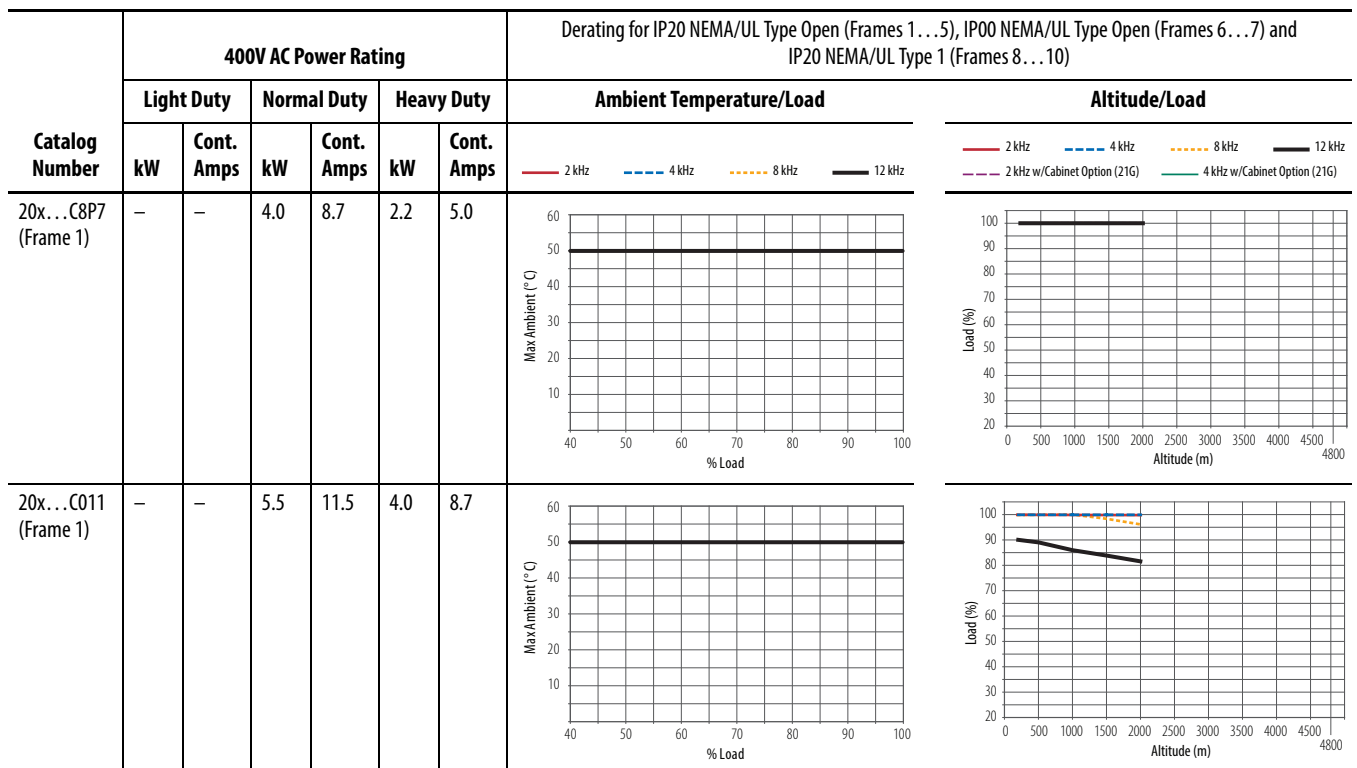 Derating for IP20 NEMA/UL Type Open (Frames 1…5), IP00 NEMA/UL Type Open (Frames 6…7) and
IP20 NEMA/UL Type 1 (Frames 8…10)
400V AC Power Rating
Light Duty Normal Duty Heavy Duty Ambient Temperature/Load Altitude/Load
Catalog Number kW Cont. Amps kW Cont. Amps kW Cont. Amps
2 kHz 4 kHz 8 kHz 12 kHz
2 kHz 4 kHz 8 kHz 12 kHz
2 kHz w/Cabinet Option (21G) 4 kHz w/Cabinet Option (21G)
20x…C8P7 – – 4.0 8.7 2.2 5.0
(Frame 1)
Max Ambient (° C)
60
50
40
30
20
10
40 50 60 70 80 90 100
% Load
Load (%)
100
90
80
70
60
50
40
30
20
0 500 1000 1500 2000 2500 3000 3500 4000 4500
4800
Altitude (m)
20x…C011 – – 5.5 11.5 4.0 8.7
(Frame 1)
Max Ambient (° C)
60
50
40
30
20
10
40 50 60 70 80 90 100
% Load
Load (%)
100
90
80
70
60
50
40
30
20
0 500 1000 1500 2000 2500 3000 3500 4000 4500
4800
Altitude (m)